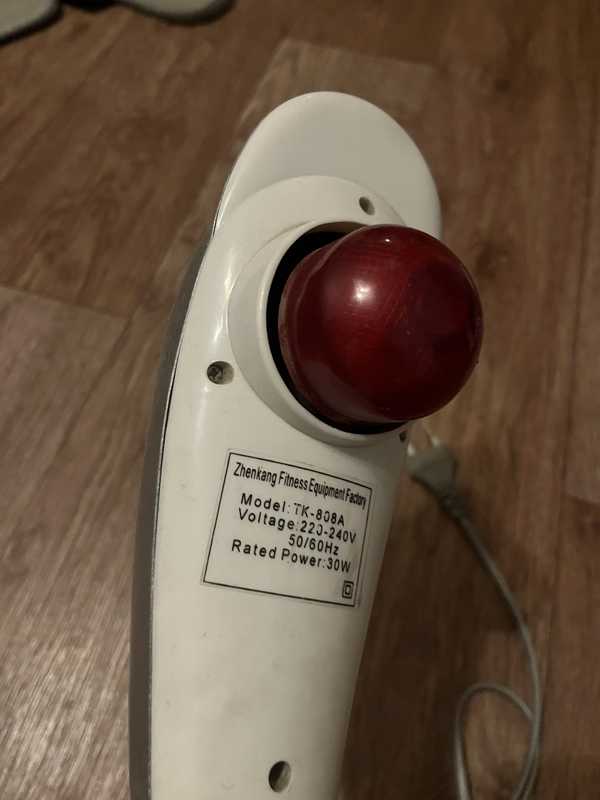 Zhenkang Fitness Equipment Factory
Model:TK-808A
Voltage:220-240V
50/60Hz
Rated Power:30W